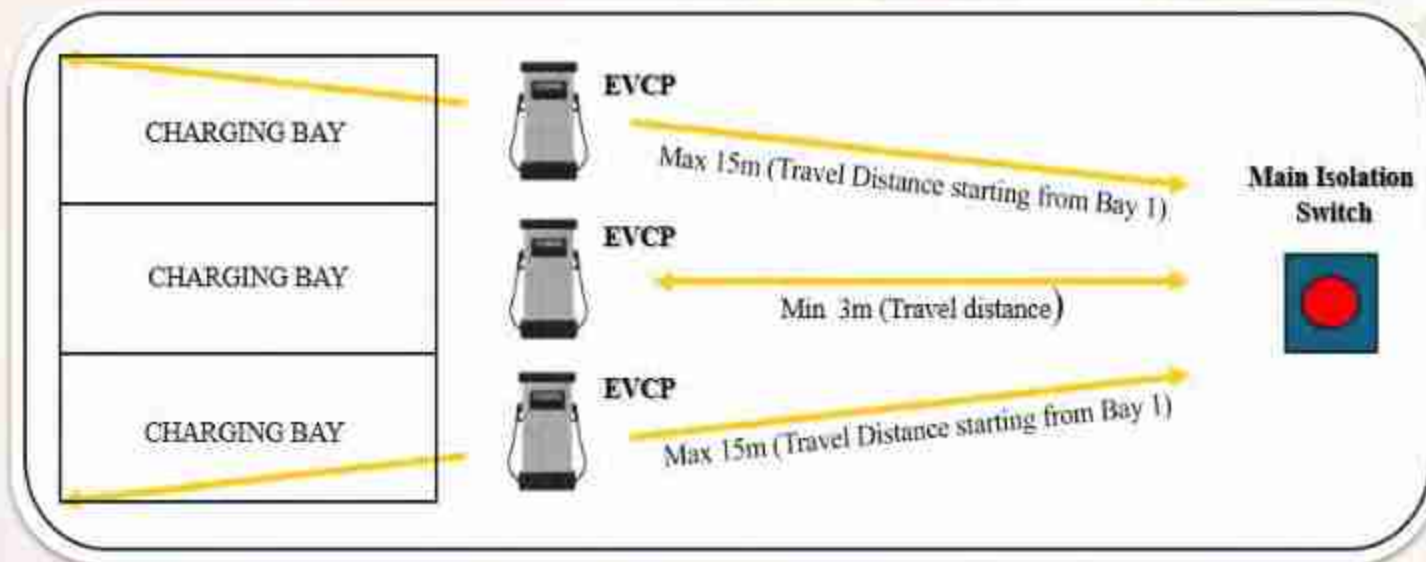 EVCP
CHARGING BAY
Max 15m (Travel Distance starting from Bay 1)
Main Isolation
Switch
EVCP
CHARGING BAY
Min 3m (Travel distance)
EVCP
CHARGING BAY
Max 15m (Travel Distance starting from Bay 1)